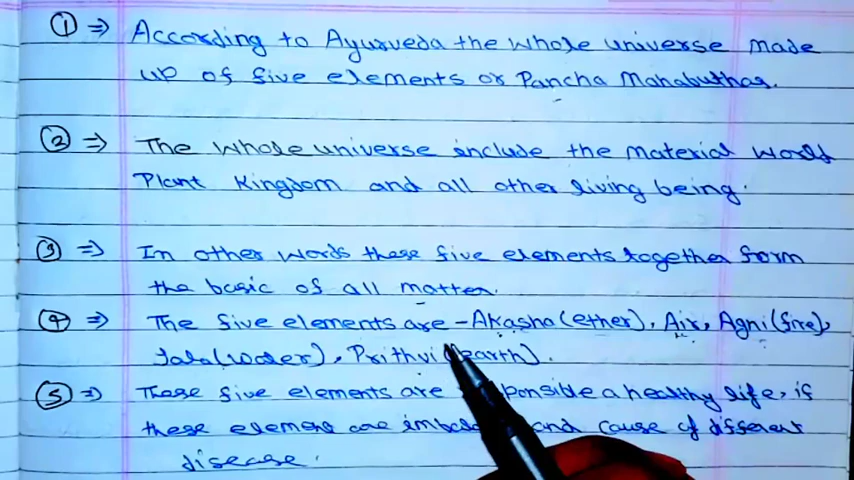 ① ⇒ According to Ayurveda the whole universe made
up of five elements or Pancha Mahabuthas.
② ⇒ The whole universe include the material world
Plant Kingdom and all other living being.
③ ⇒ In other words these five elements together form
the basic of all matter.
④ ⇒ The five elements are - Akasha (ether), Air, Agni (fire),
Jala (water), Prithvi (earth).
⑤ ⇒ These five elements are a healthy life, if
these element are and cause of different
disease.